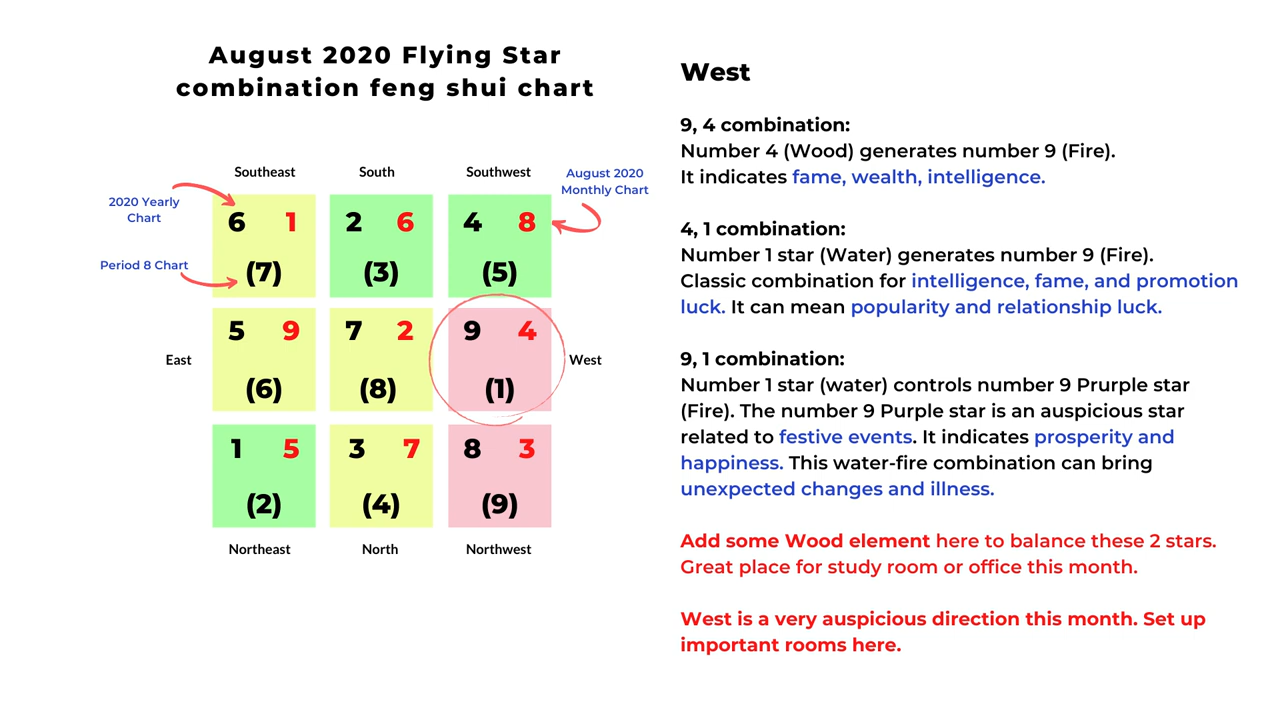 August 2020 Flying Star
combination feng shui chart
Southeast
South
Southwest
August 2020
Monthly Chart
2020 Yearly
Chart
6 1
2 6
4 8
Period 8 Chart
(7)
(3)
(5)
5 9
7 2
9 4
East
West
(6)
(8)
(1)
1 5
3 7
8 3
(2)
(4)
(9)
Northeast
North
Northwest
West
9, 4 combination:
Number 4 (Wood) generates number 9 (Fire).
It indicates fame, wealth, intelligence.
4, 1 combination:
Number 1 star (Water) generates number 9 (Fire).
Classic combination for intelligence, fame, and promotion
luck. It can mean popularity and relationship luck.
9, 1 combination:
Number 1 star (water) controls number 9 Prurple star
(Fire). The number 9 Purple star is an auspicious star
related to festive events. It indicates prosperity and
happiness. This water-fire combination can bring
unexpected changes and illness.
Add some Wood element here to balance these 2 stars.
Great place for study room or office this month.
West is a very auspicious direction this month. Set up
important rooms here.